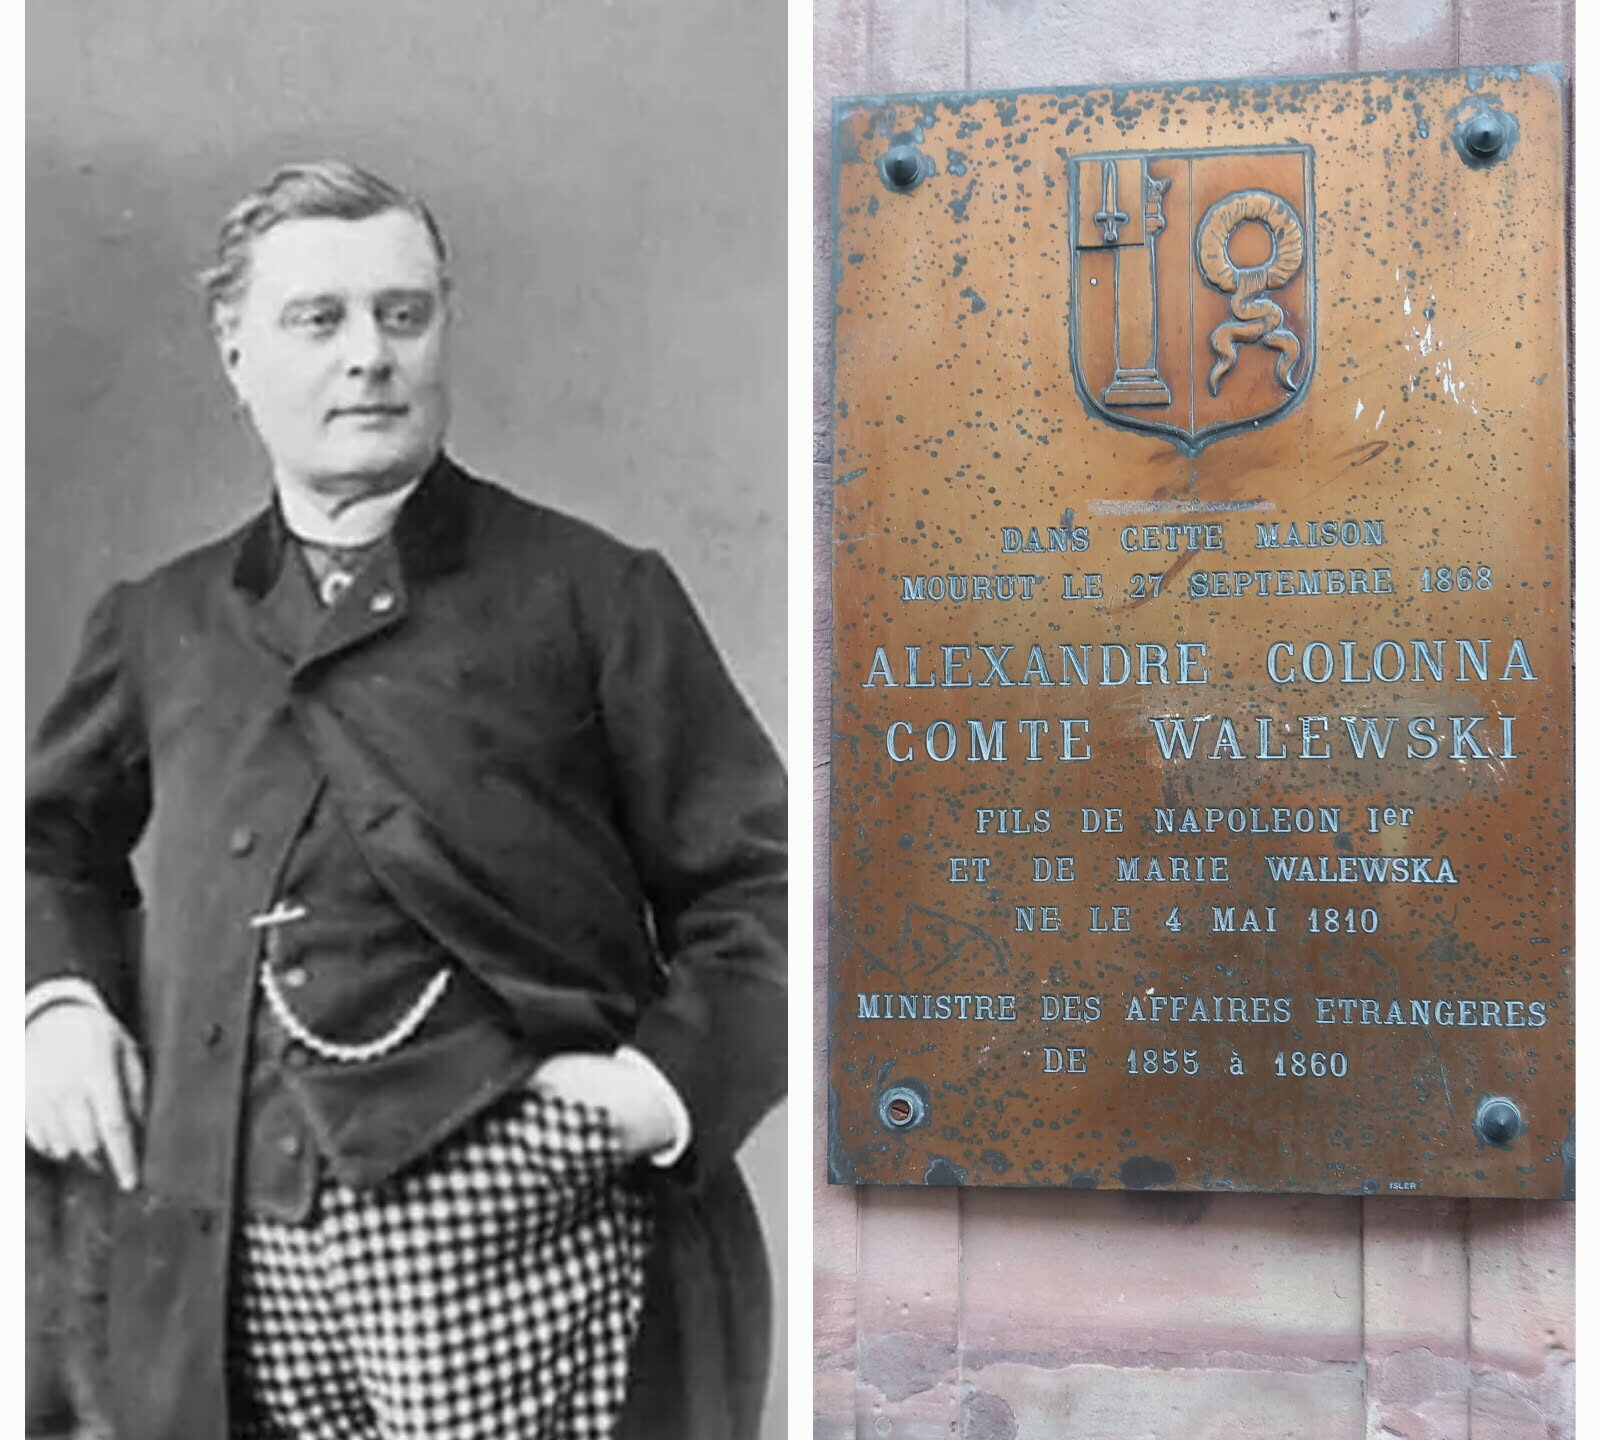 DANS CETTE MAISON
MOURUT LE 27 SEPTEMBRE 1868
ALEXANDRE COLONNA
COMTE WALEWSKI
FILS DE NAPOLEON Ier
ET DE MARIE WALEWSKA
NE LE 4 MAI 1810
MINISTRE DES AFFAIRES ETRANGERES
DE 1855 à 1860
ISLER